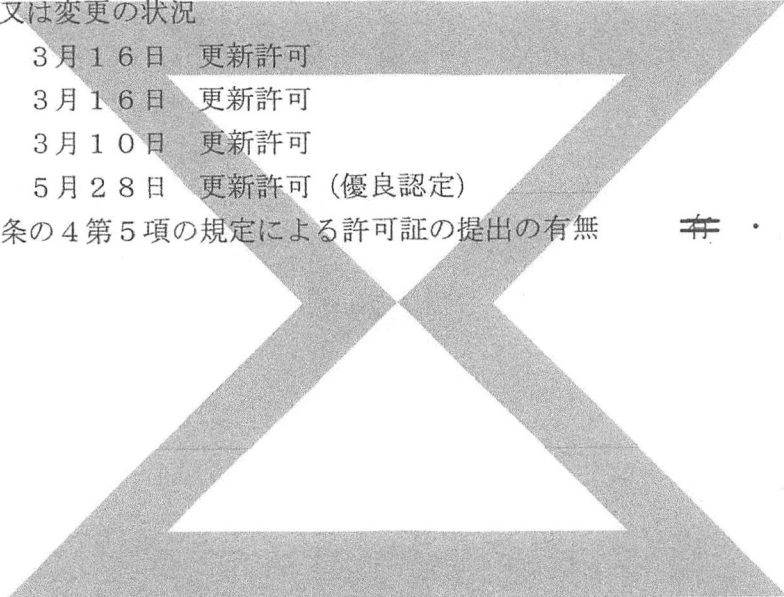 又は変更の状況
3月16日 更新許可
3月16日 更新許可
3月10日 更新許可
5月28日 更新許可(優良認定)
条の4第5項の規定による許可証の提出の有無 有 ・